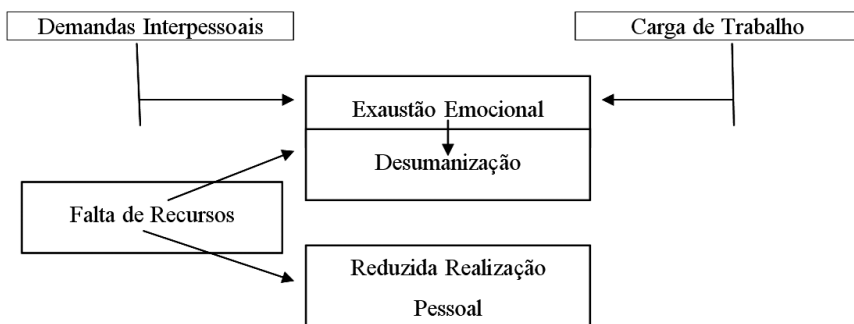 Demandas Interpessoais
Carga de Trabalho
Exaustão Emocional
Desumanização
Falta de Recursos
Reduzida Realização
Pessoal